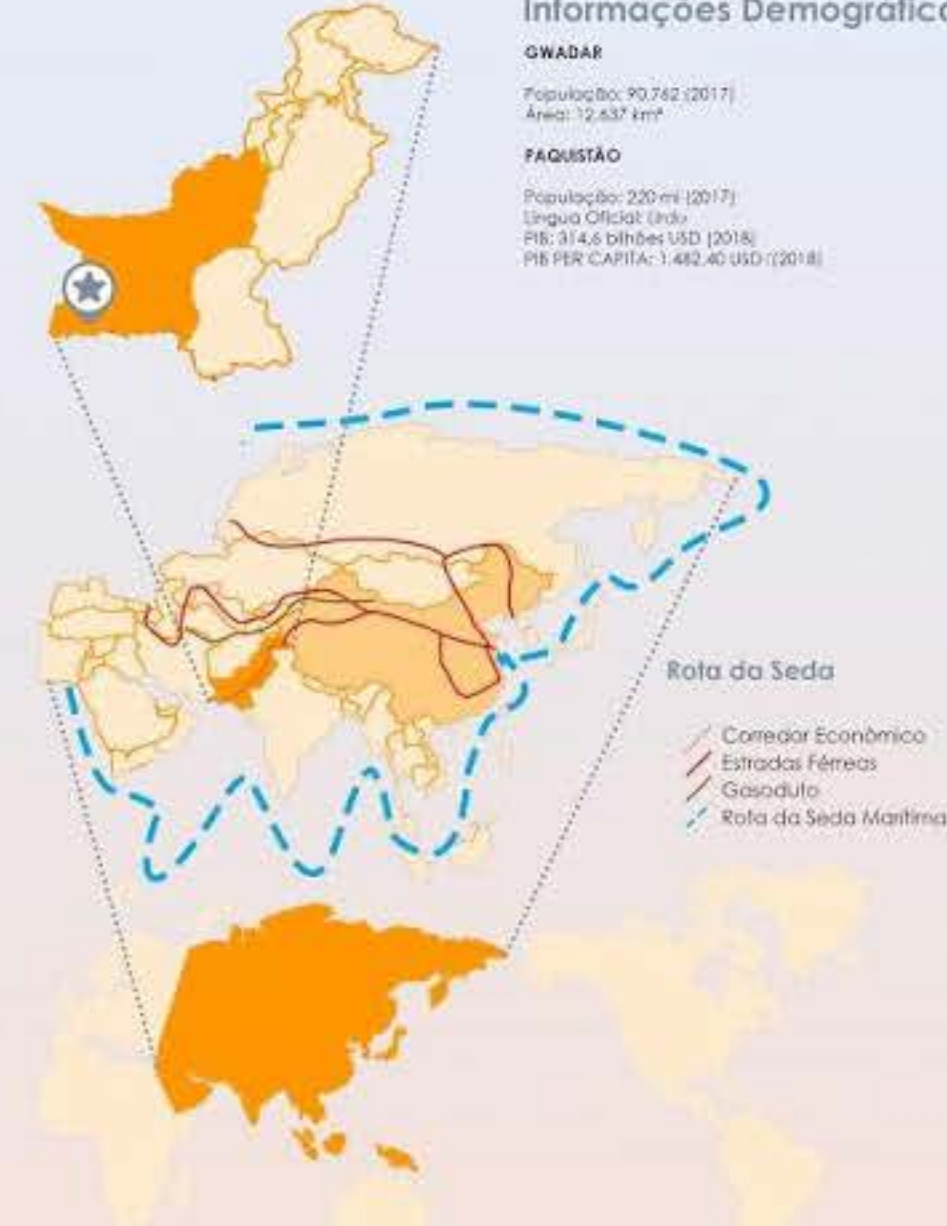 Informações Demográfica
GWADAR
População: 90.762 (2017)
Área: 12.637 km²
PAQUISTÃO
População: 220 mi (2017)
Língua Oficial: Urdu
PIB: 314,6 bilhões USD (2018)
PIB PER CAPITA: 1.482,40 USD (2018)
Rota da Seda
Corredor Econômico
Estradas Férreas
Gasoduto
Rota da Seda Marítima